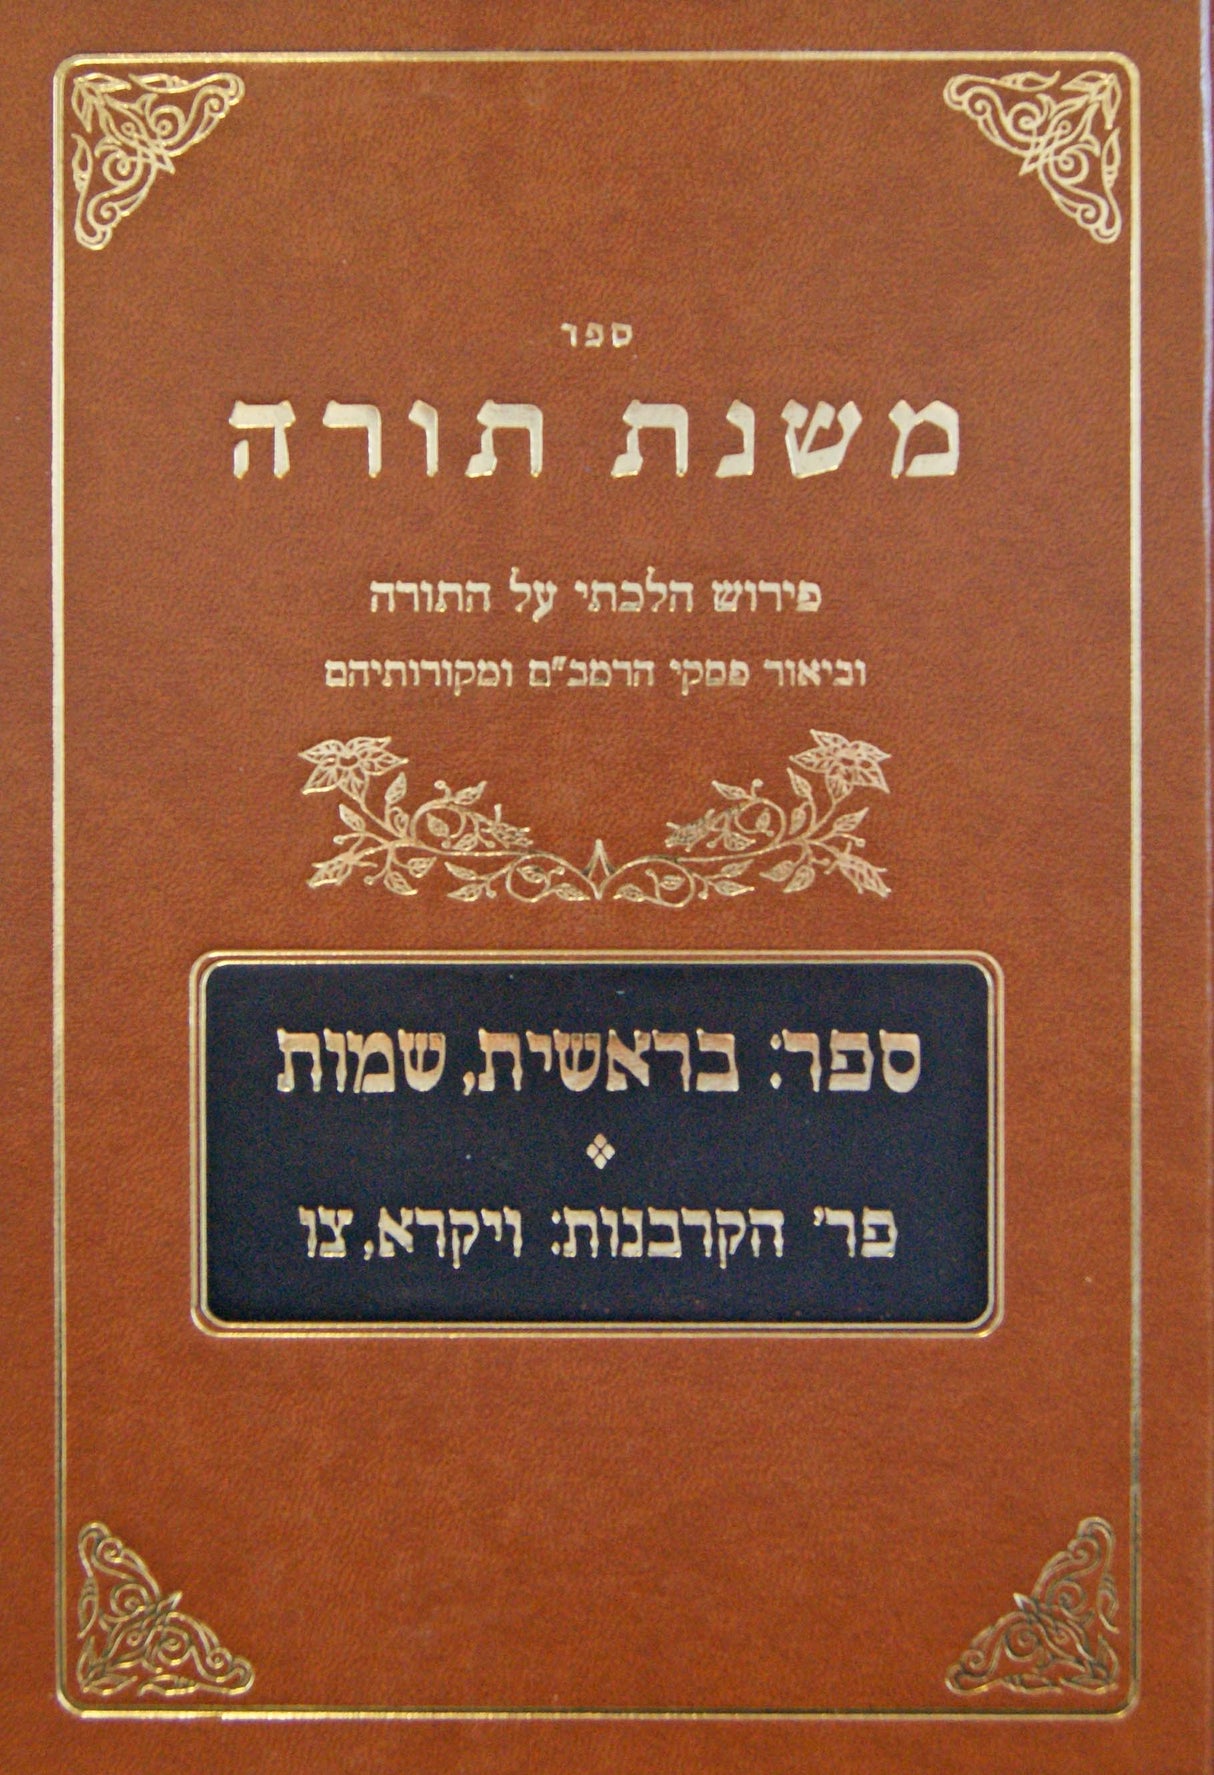 ספר
משנת תורה
פירוש הלכתי על התורה
וביאור פסקי הרמב"ם ומקורותיהם
ספר: בראשית, שמות
פר' הקרבנות: ויקרא, צו